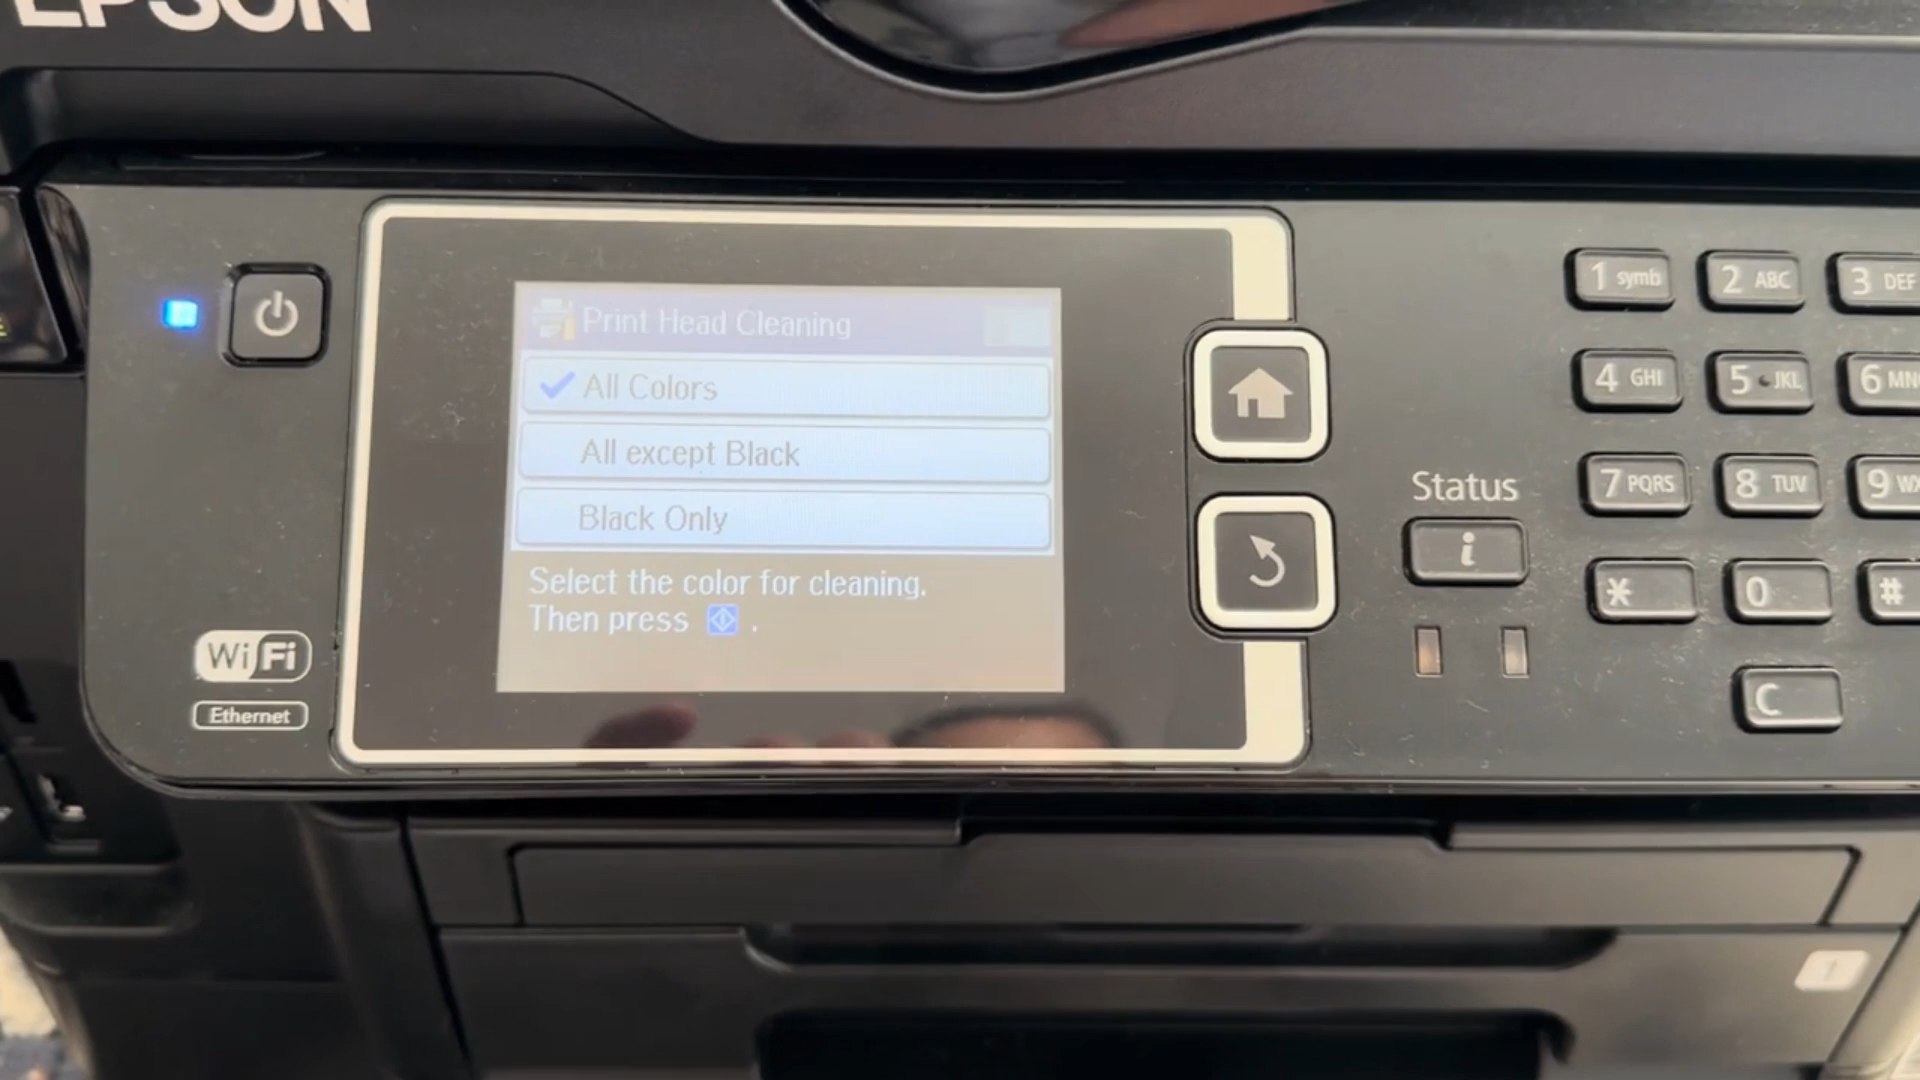 EPSON
Print Head Cleaning
All Colors
All except Black
Black Only
Select the color for cleaning.
Then press .
WiFi
Ethernet
Status
i
1 symb 2 ABC 3 DEF
4 GHI 5 JKL 6 MN
7 PQRS 8 TUV 9 WX
* 0 #
C
1